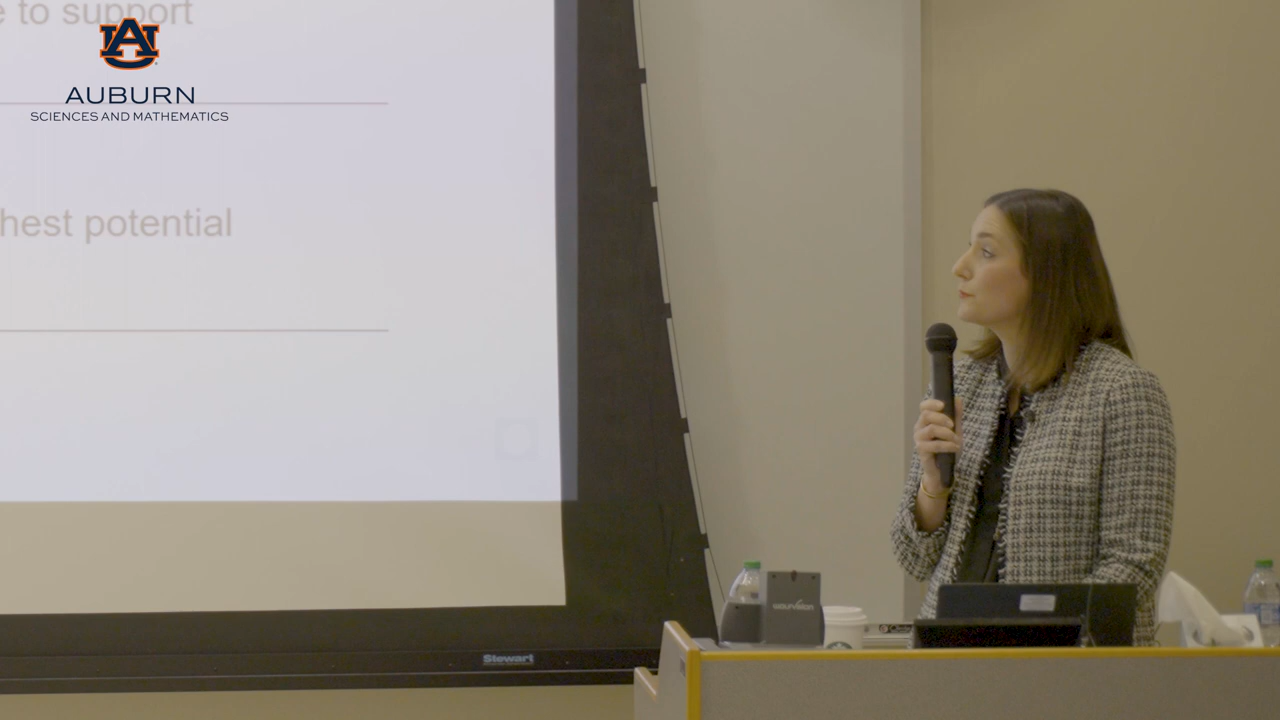 e to support
AUBURN
SCIENCES AND MATHEMATICS
hest potential
Stewart